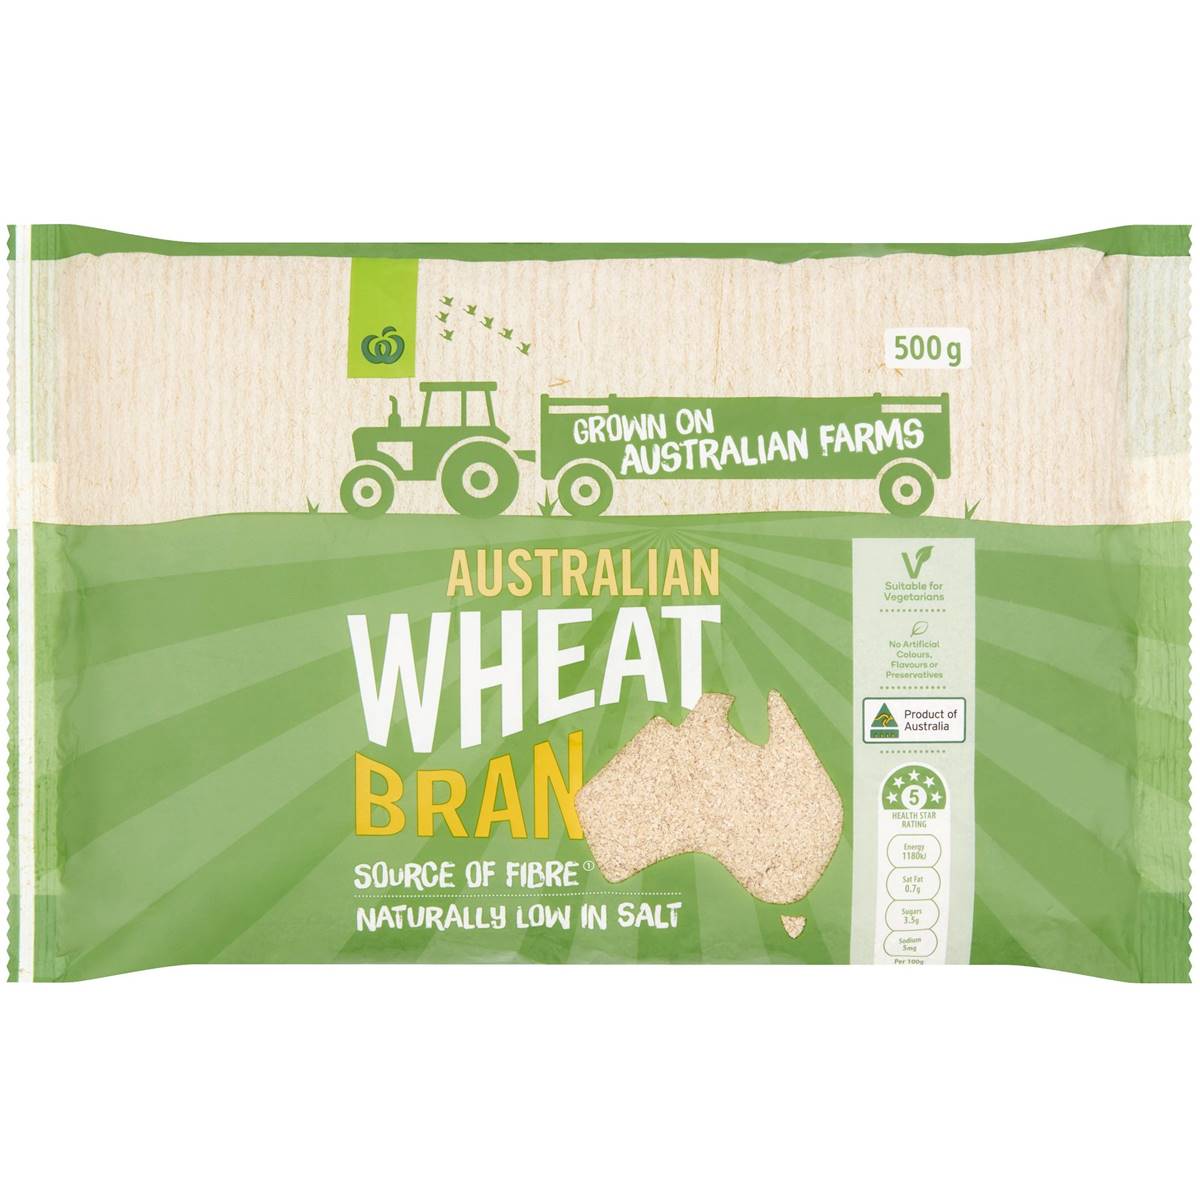 500 g
GROWN ON
AUSTRALIAN FARMS
AUSTRALIAN
WHEAT
BRAN
SOURCE OF FIBRE①
NATURALLY LOW IN SALT
Suitable for
Vegetarians
No Artificial
Colours,
Flavours or
Preservatives
Product of
Australia
5
HEALTH STAR
RATING
Energy
1180kJ
Sat Fat
0.7g
Sugars
3.5g
Sodium
5mg
Per 100g